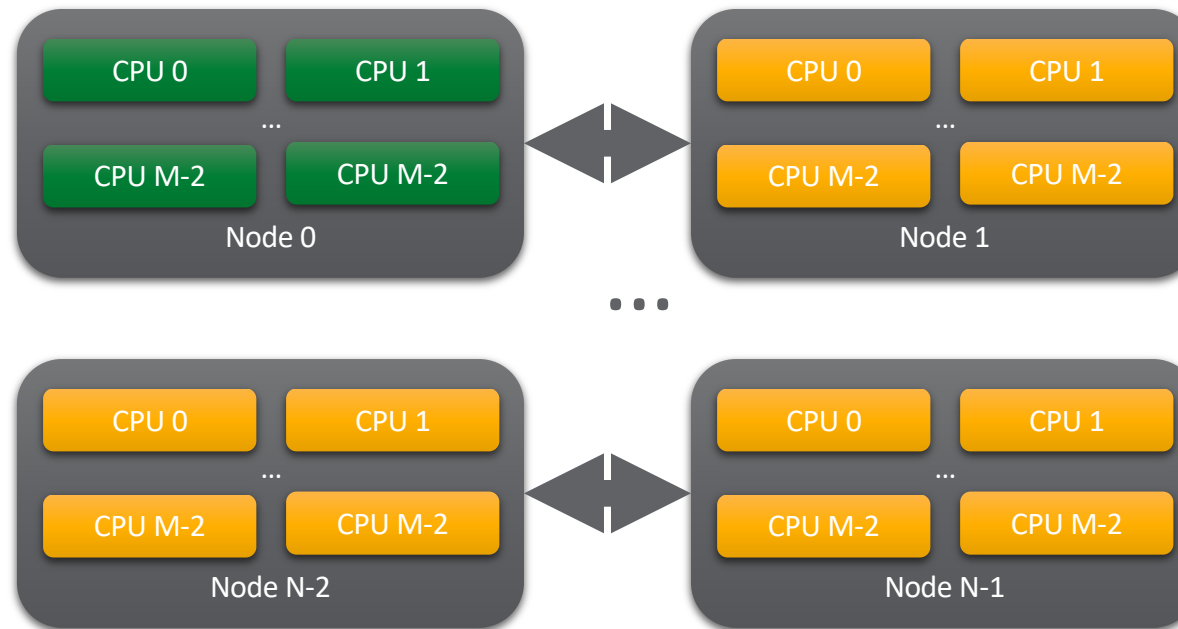 CPU 0 CPU 1
...
CPU M-2 CPU M-2
Node 0
CPU 0 CPU 1
...
CPU M-2 CPU M-2
Node 1
...
CPU 0 CPU 1
...
CPU M-2 CPU M-2
Node N-2
CPU 0 CPU 1
...
CPU M-2 CPU M-2
Node N-1